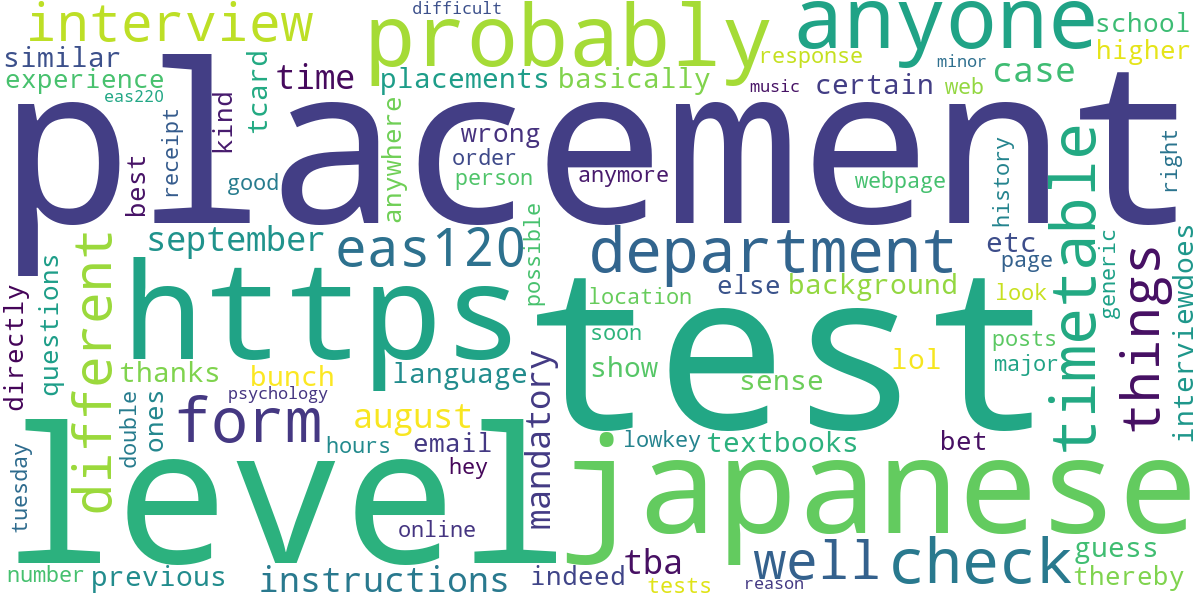 difficult
interview
probably
anyone
school
similar
response
higher
experience
time
placements
basically
minor
case
eas220
tcard
music
certain
web
placement
kind
receipt
anywhere
wrong
order
best
good
person
anymore
webpage
history
right
timetable
september
eas120
possible
department
etc
page
different
https
test
else
background
things
generic
interviewdoes
questions
directly
location
look
soon
posts
thanks
bunch
language
show
sense
lol
major
psychology
double
ones
form
august
mandatory
hours
email
lowkey
textbooks
bet
hey
tuesday
level
japanese
online
number
previous
instructions
indeed
tba
well
check
guess
thereby
tests
reason